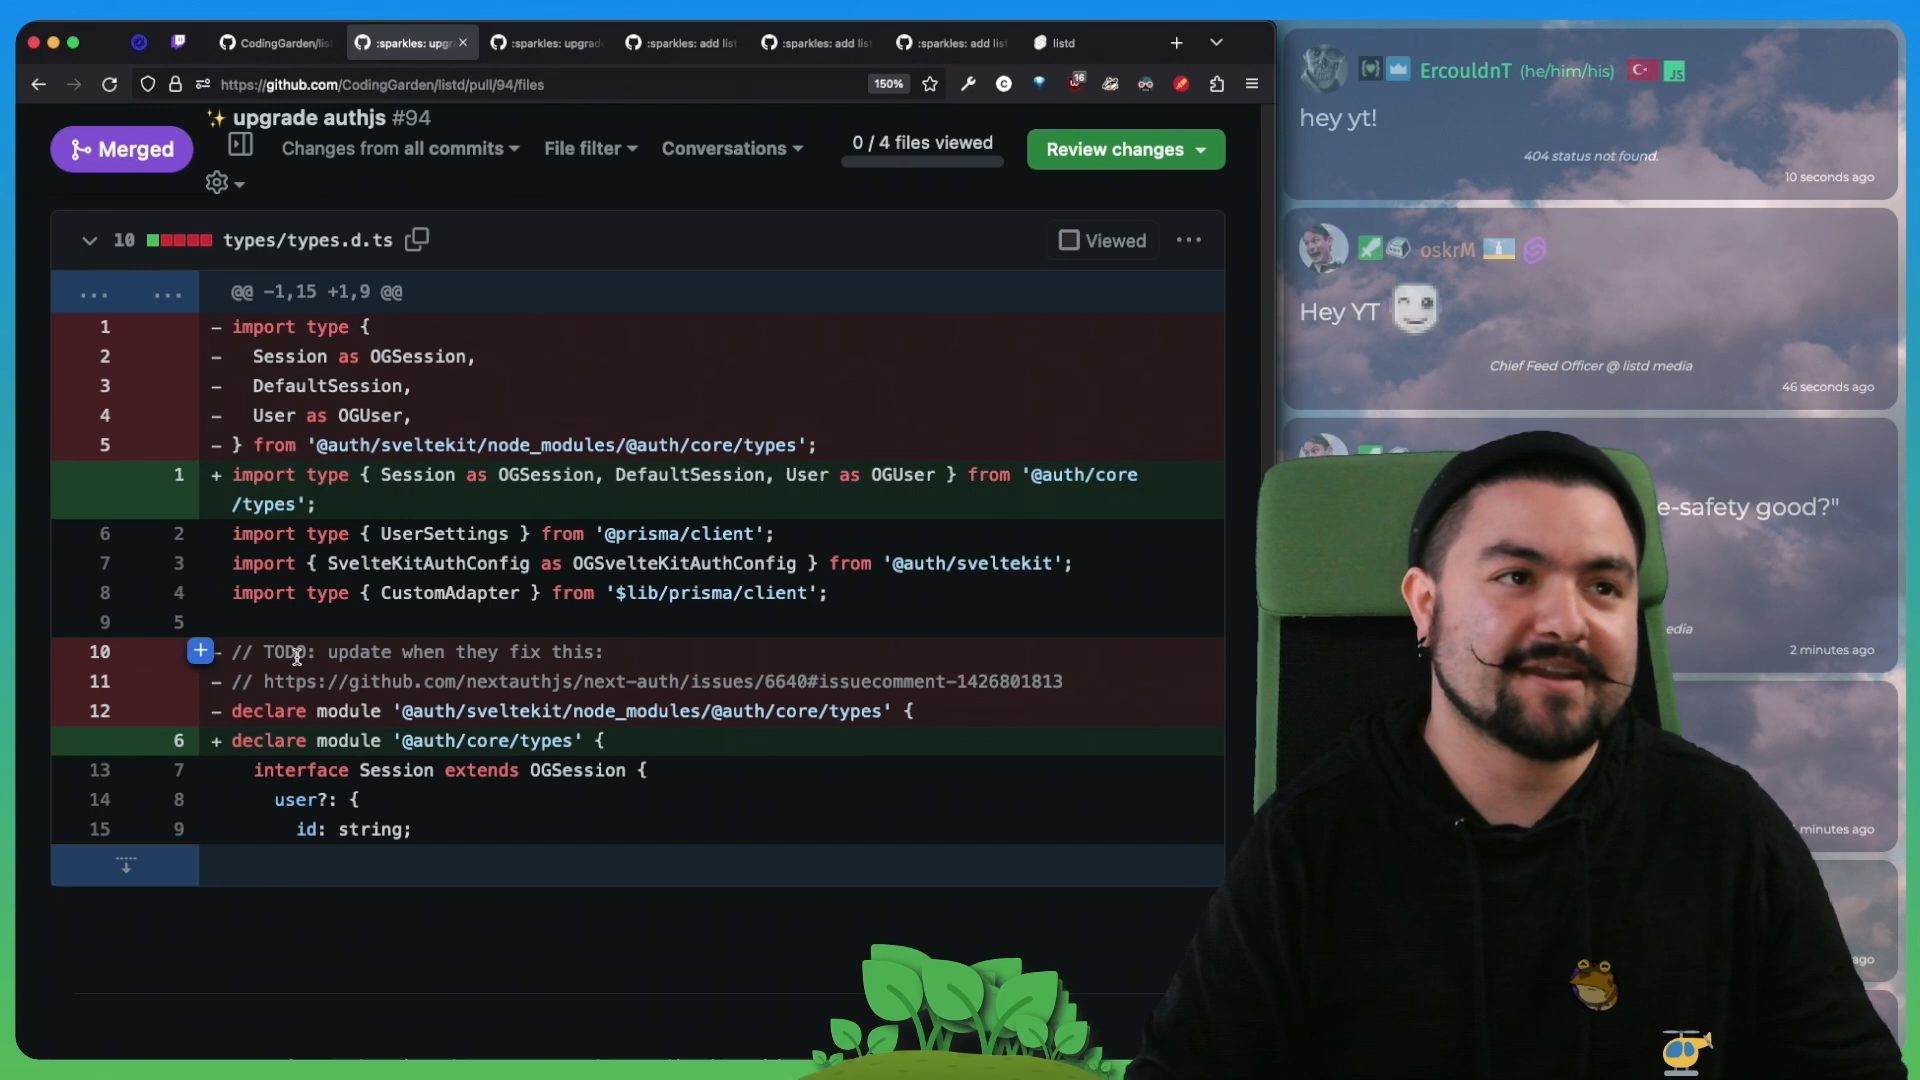 CodingGarden/lis
:sparkles: upgr
:sparkles: upgrad
:sparkles: add list
:sparkles: add list
:sparkles: add list
listd
https://github.com/CodingGarden/listd/pull/94/files
150%
16
✨ upgrade authjs #94
Merged
Changes from all commits
File filter
Conversations
0 / 4 files viewed
Review changes
10
types/types.d.ts
Viewed
... ... @@ -1,15 +1,9 @@
1 - import type {
2 - Session as OGSession,
3 - DefaultSession,
4 - User as OGUser,
5 - } from '@auth/sveltekit/node_modules/@auth/core/types';
1 + import type { Session as OGSession, DefaultSession, User as OGUser } from '@auth/core
/types';
6 2 import type { UserSettings } from '@prisma/client';
7 3 import { SvelteKitAuthConfig as OGSvelteKitAuthConfig } from '@auth/sveltekit';
8 4 import type { CustomAdapter } from '$lib/prisma/client';
9 5
10 - // TODO: update when they fix this:
11 - // https://github.com/nextauthjs/next-auth/issues/6640#issuecomment-1426801813
12 - declare module '@auth/sveltekit/node_modules/@auth/core/types' {
6 + declare module '@auth/core/types' {
13 7 interface Session extends OGSession {
14 8 user?: {
15 9 id: string;
ErcouldnT (he/him/his)
JS
hey yt!
404 status not found.
10 seconds ago
oskrM
Hey YT
Chief Feed Officer @ listd media
46 seconds ago
e-safety good?"
edia
2 minutes ago
minutes ago
ago